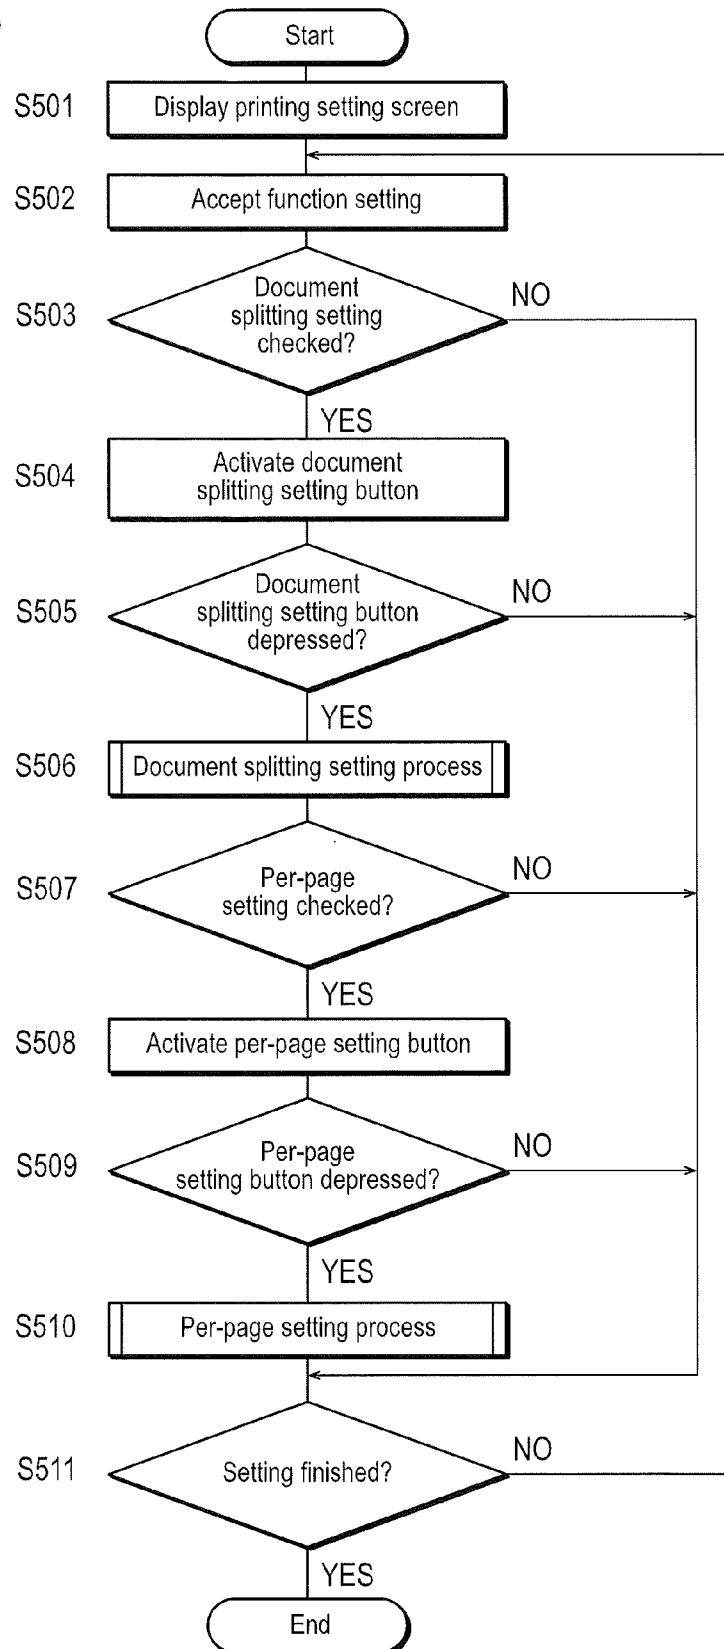 Start
S501
Display printing setting screen
S502
Accept function setting
S503
Document
splitting setting
checked?
NO
YES
S504
Activate document
splitting setting button
S505
Document
splitting setting button
depressed?
NO
YES
S506
Document splitting setting process
S507
Per-page
setting checked?
NO
YES
S508
Activate per-page setting button
S509
Per-page
setting button depressed?
NO
YES
S510
Per-page setting process
S511
Setting finished?
NO
YES
End